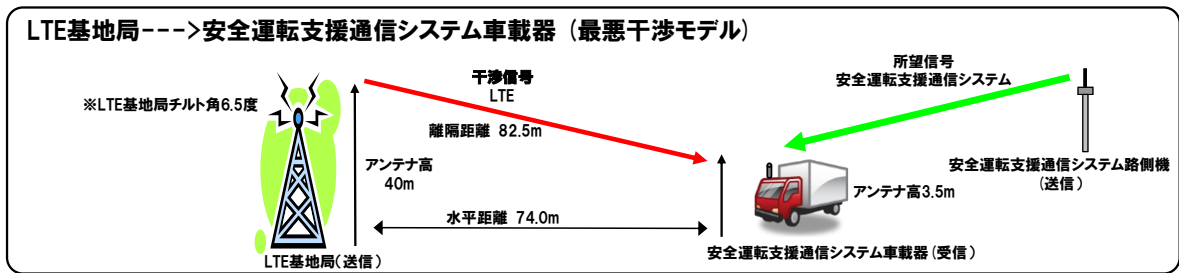 LTE基地局--->安全運転支援通信システム車載器 (最悪干渉モデル)
※LTE基地局チルト角6.5度
干渉信号
LTE
離隔距離 82.5m
アンテナ高
40m
水平距離 74.0m
LTE基地局(送信)
所望信号
安全運転支援通信システム
アンテナ高3.5m
安全運転支援通信システム車載器(受信)
安全運転支援通信システム路側機
(送信)